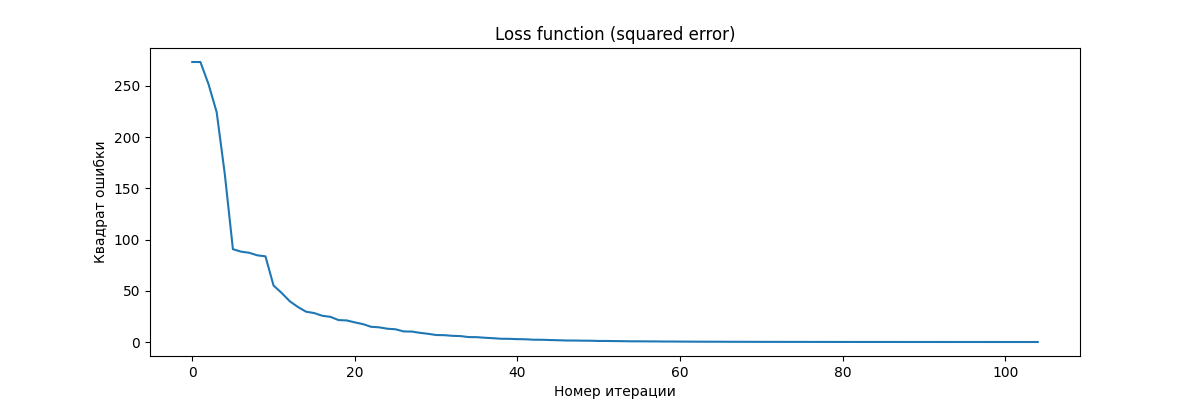 Loss function (squared error)
Квадрат ошибки
250
200
150
100
50
0
0 20 40 60 80 100
Номер итерации